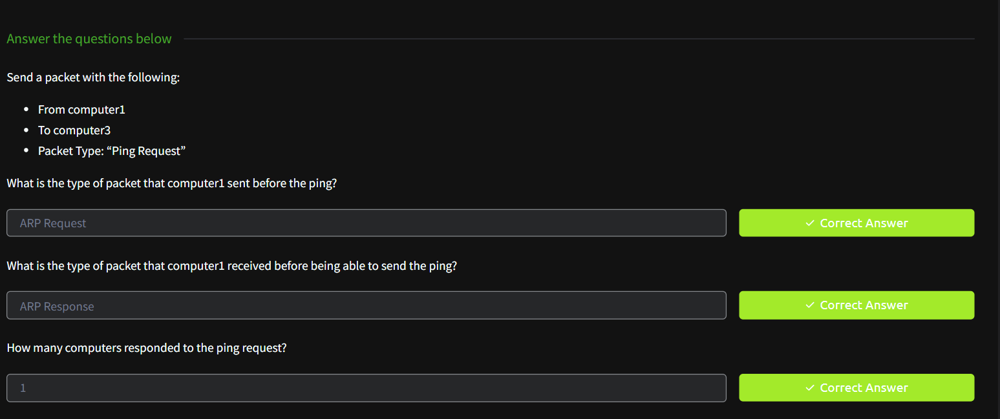 Answer the questions below
Send a packet with the following:
• From computer1
• To computer3
• Packet Type: “Ping Request”
What is the type of packet that computer1 sent before the ping?
ARP Request
✓ Correct Answer
What is the type of packet that computer1 received before being able to send the ping?
ARP Response
✓ Correct Answer
How many computers responded to the ping request?
1
✓ Correct Answer